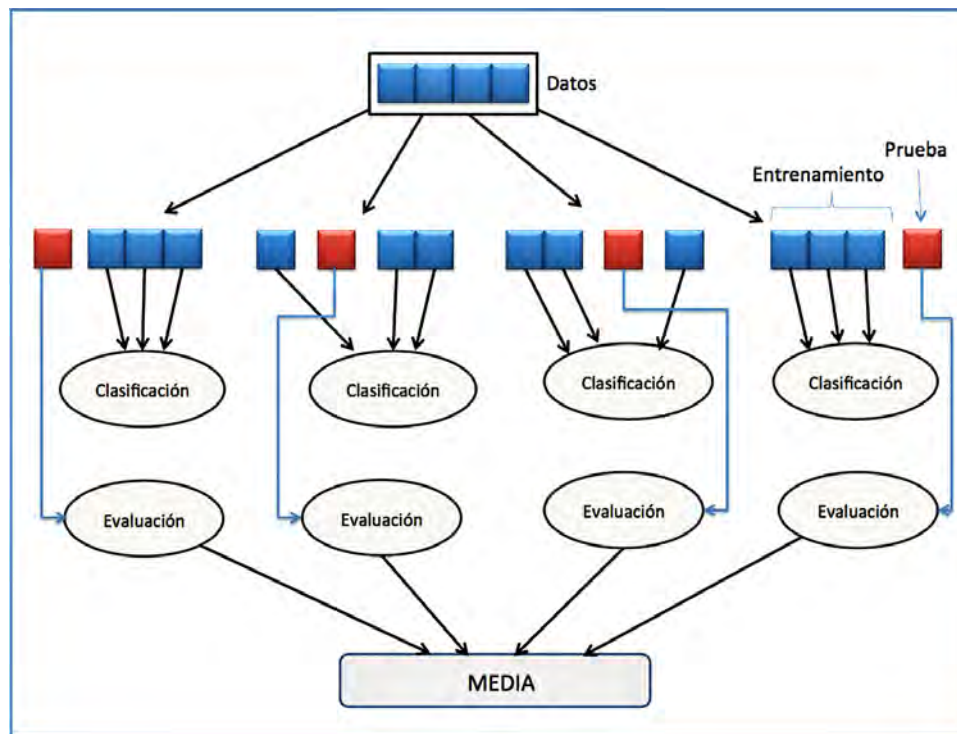 Datos
Prueba
Entrenamiento
Clasificación
Clasificación
Clasificación
Clasificación
Evaluación
Evaluación
Evaluación
Evaluación
MEDIA